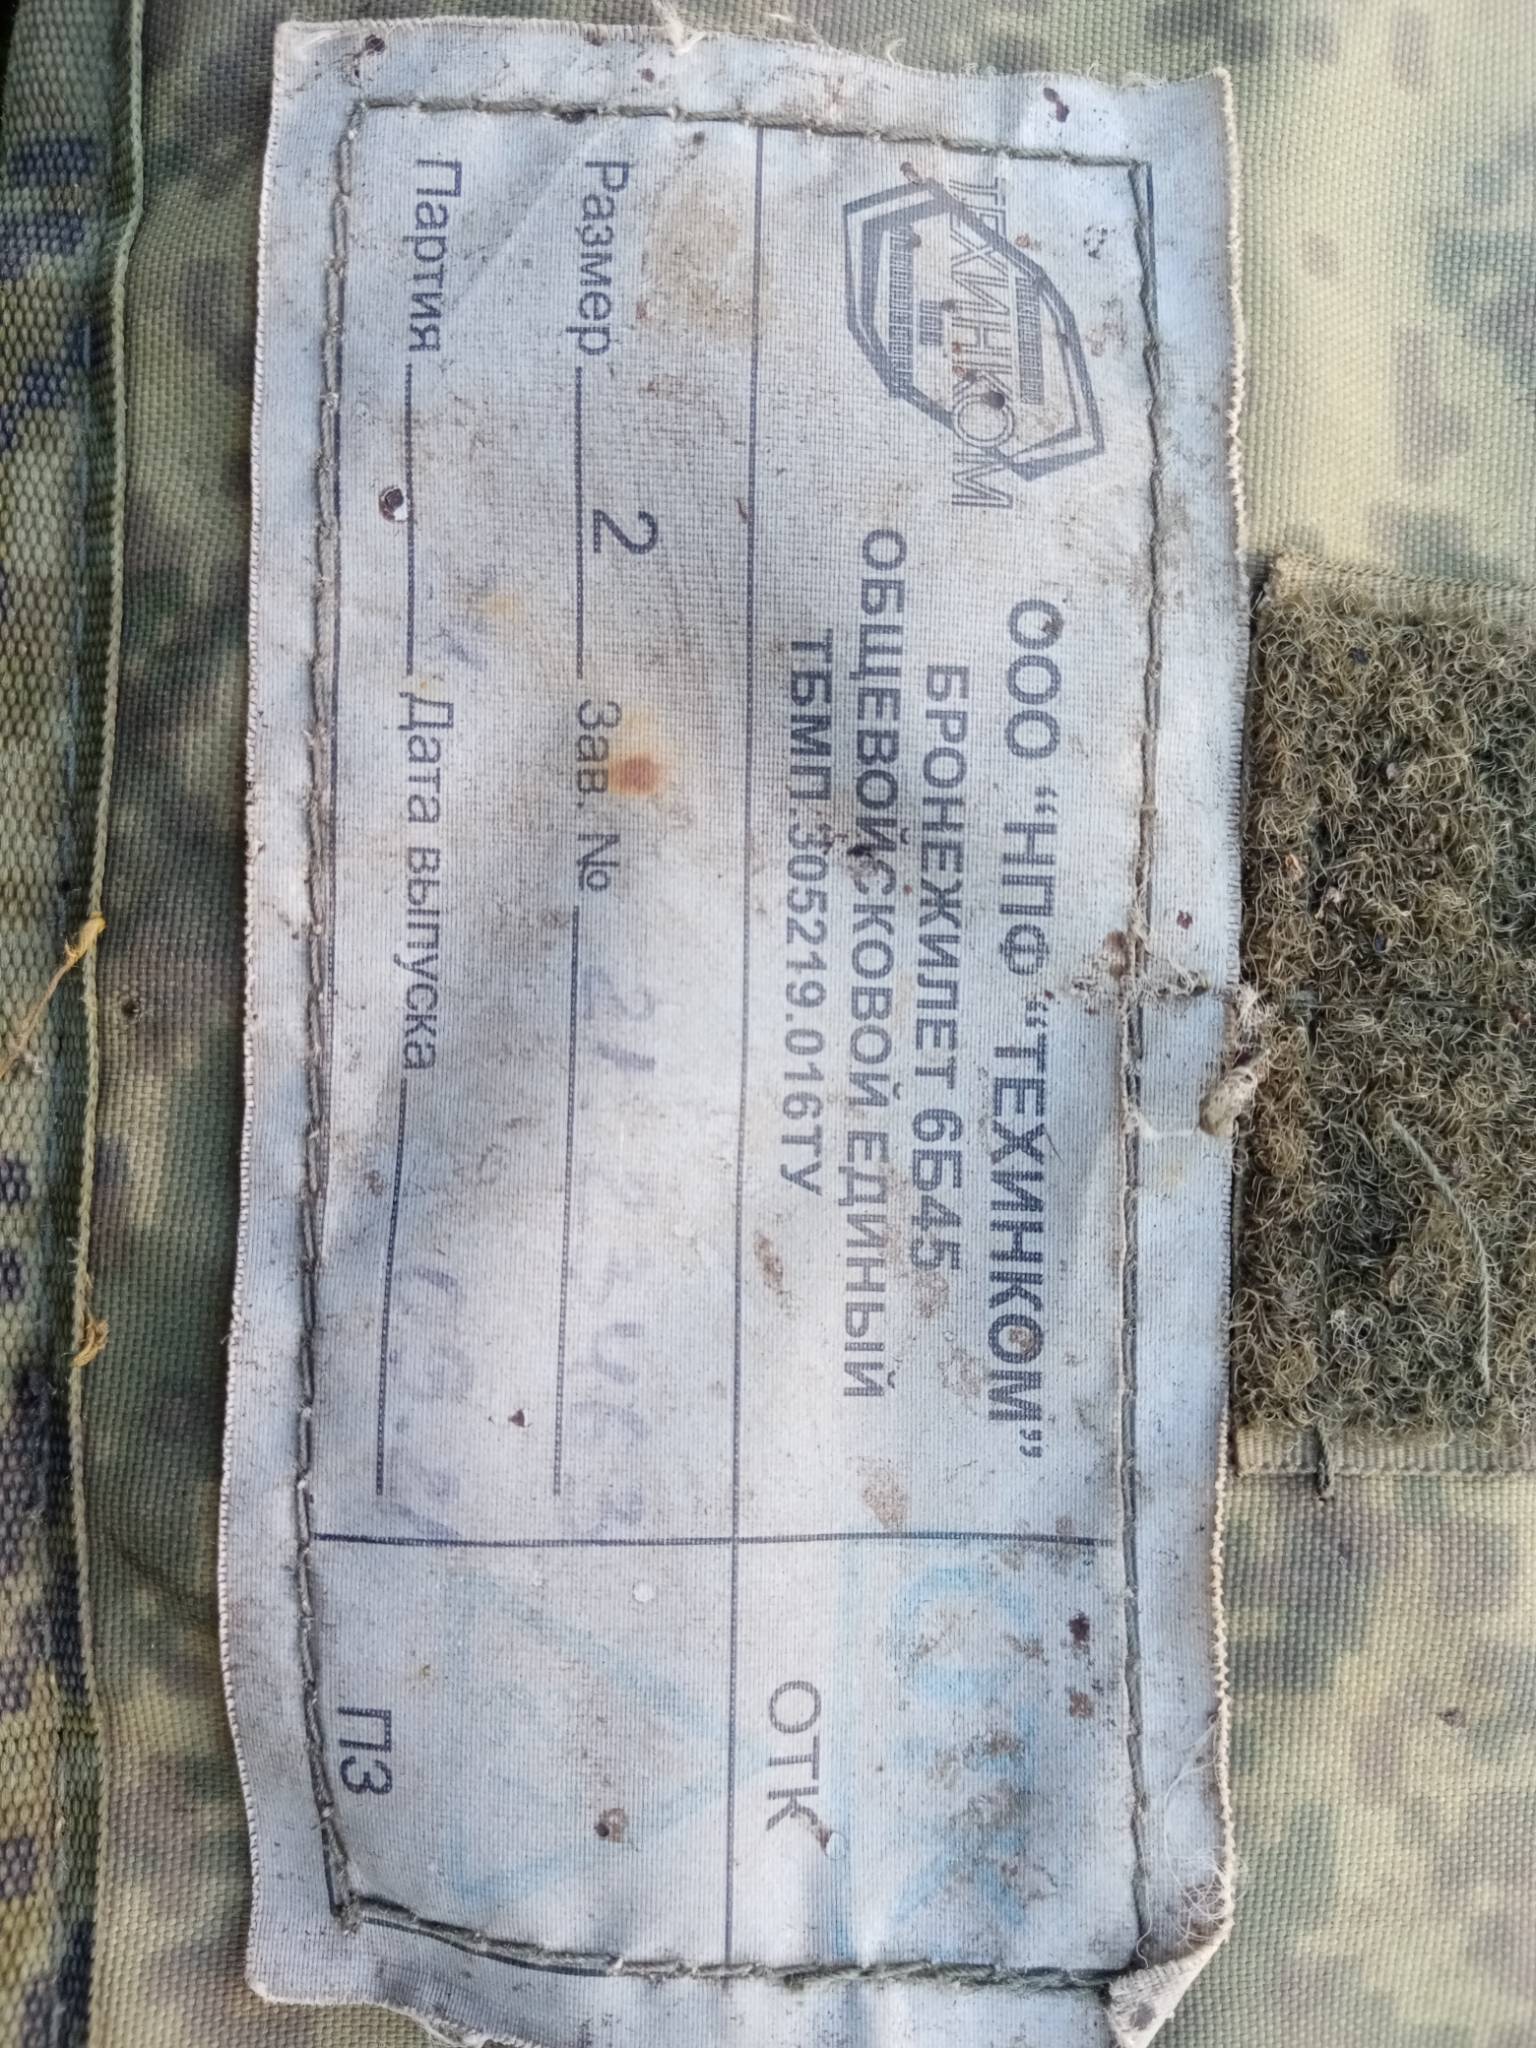 ТЕХИНКОМ
ООО “НПФ “ТЕХИНКОМ”
БРОНЕЖИЛЕТ 6Б45
ОБЩЕВОЙСКОВОЙ ЕДИНЫЙ
ТБМП.305219.016ТУ
ОТК
Размер 2 Зав. №
Партия Дата выпуска
ПЗ